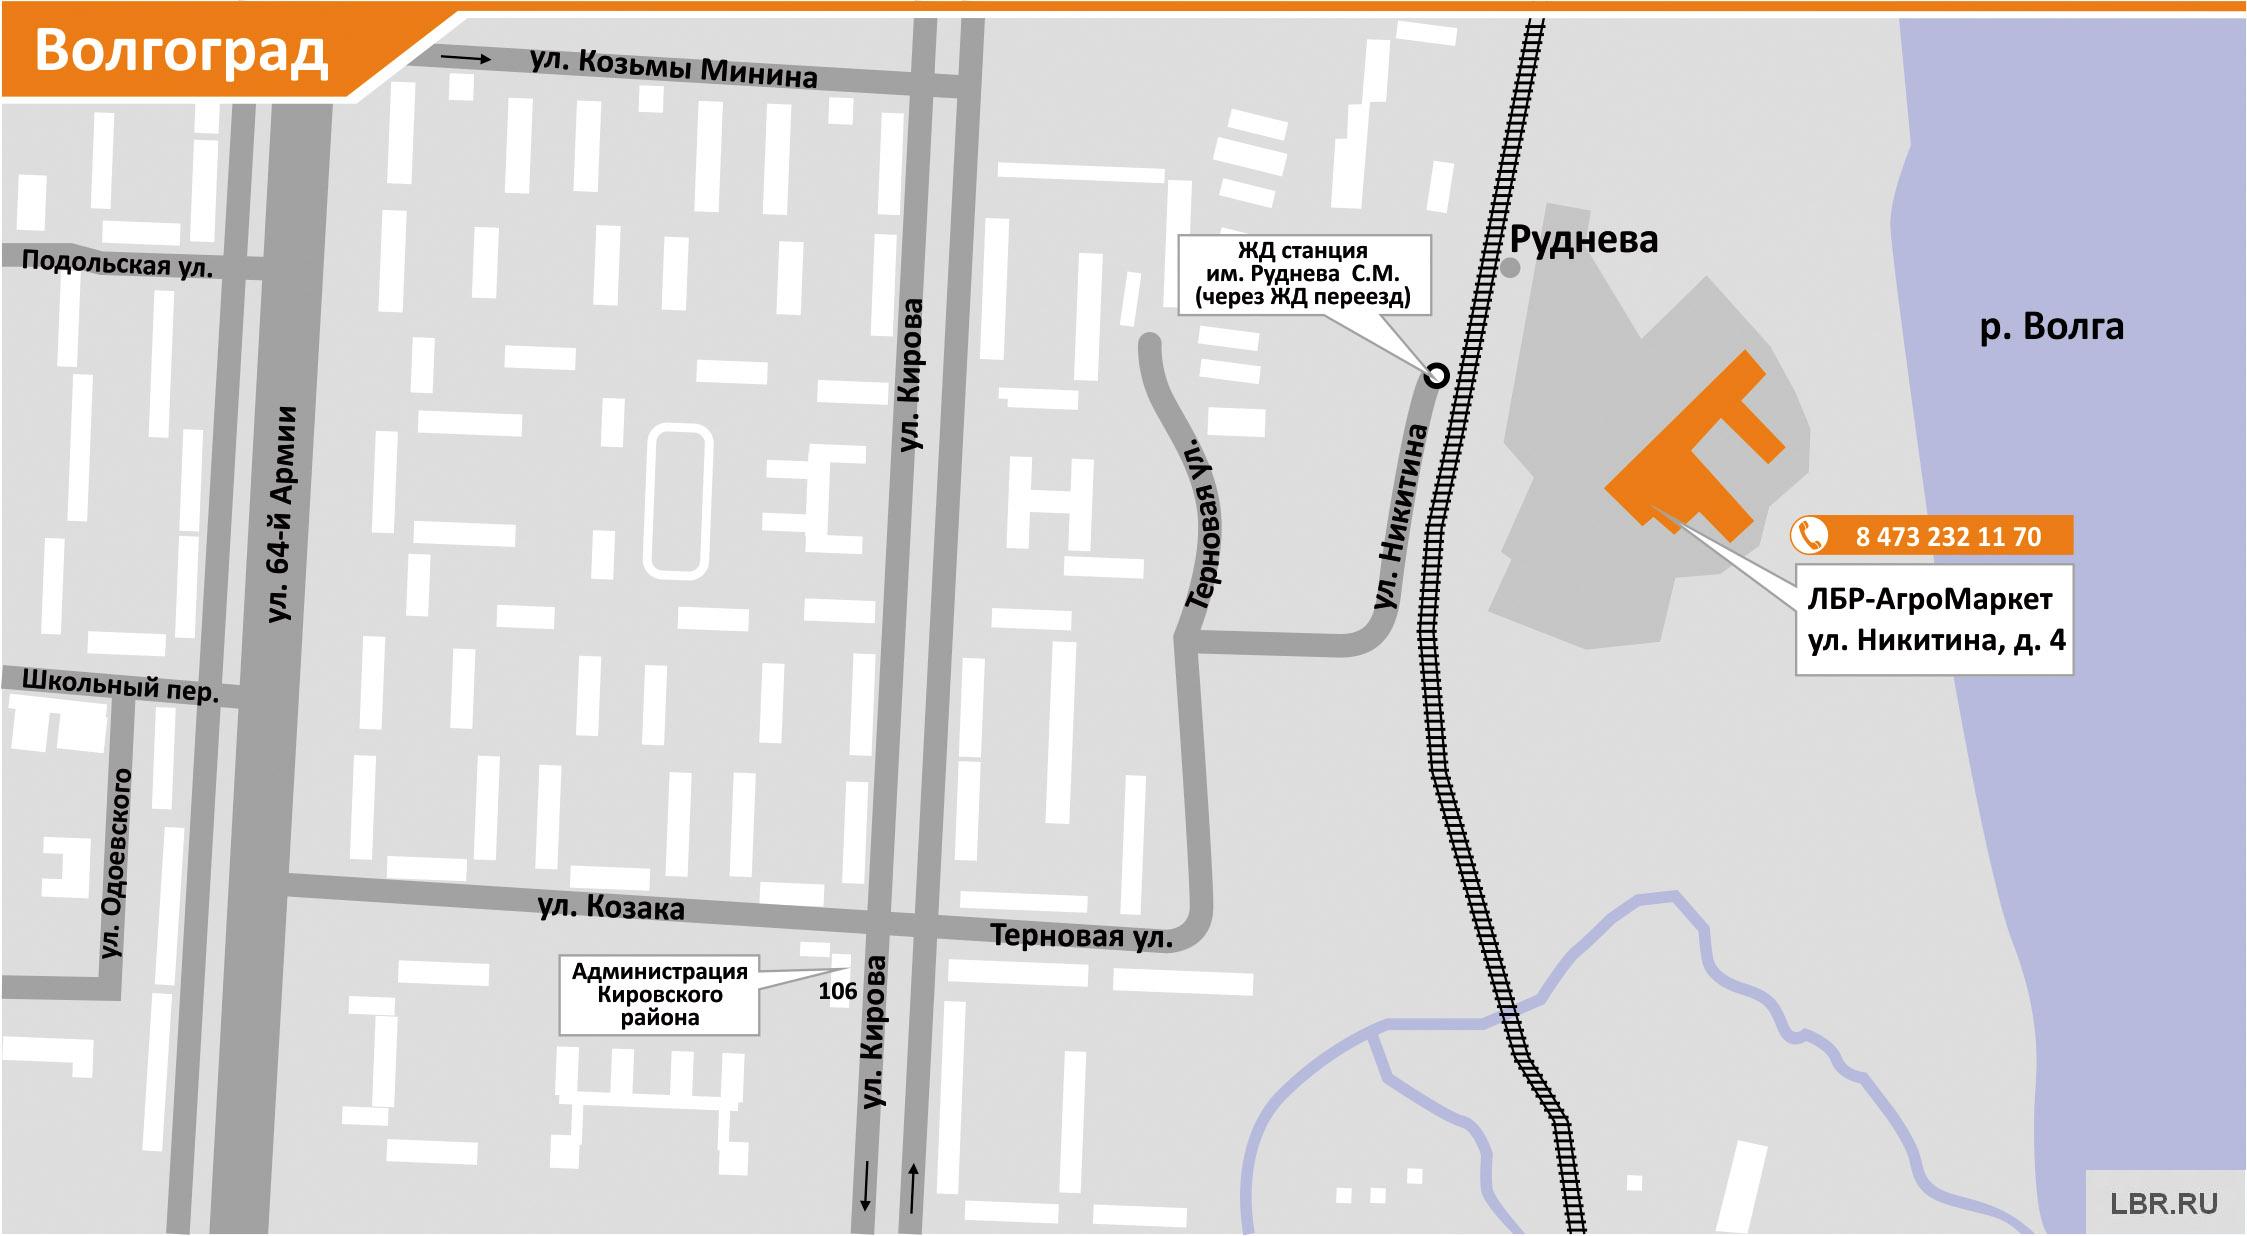 Волгоград
ул. Козьмы Минина
Подольская ул.
ЖД станция
им. Руднева С.М.
(через ЖД переезд)
Руднева
р. Волга
ул. Кирова
ул. 64-й Армии
Терновая ул.
ул. Никитина
8 473 232 11 70
ЛБР-АгроМаркет
ул. Никитина, д. 4
Школьный пер.
ул. Одоевского
ул. Козака
Терновая ул.
Администрация
Кировского
района
106
ул. Кирова
LBR.RU